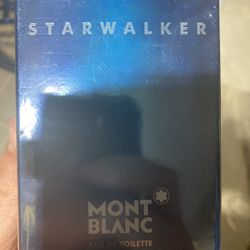 STARWALKER
MONT
BLANC
EAU DE TOILETTE